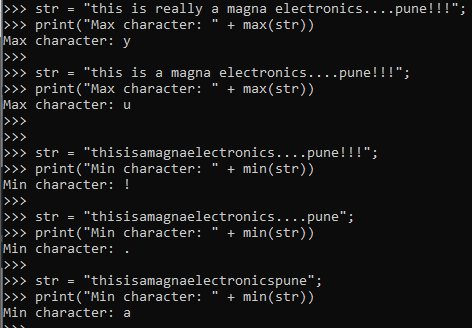 >>> str = "this is really a magna electronics....pune!!!";
>>> print("Max character: " + max(str))
Max character: y
>>>
>>> str = "this is a magna electronics....pune!!!";
>>> print("Max character: " + max(str))
Max character: u
>>>
>>>
>>> str = "thisisamagnaelectronics....pune!!!";
>>> print("Min character: " + min(str))
Min character: !
>>>
>>> str = "thisisamagnaelectronics....pune";
>>> print("Min character: " + min(str))
Min character: .
>>>
>>> str = "thisisamagnaelectronicspune";
>>> print("Min character: " + min(str))
Min character: a
>>>